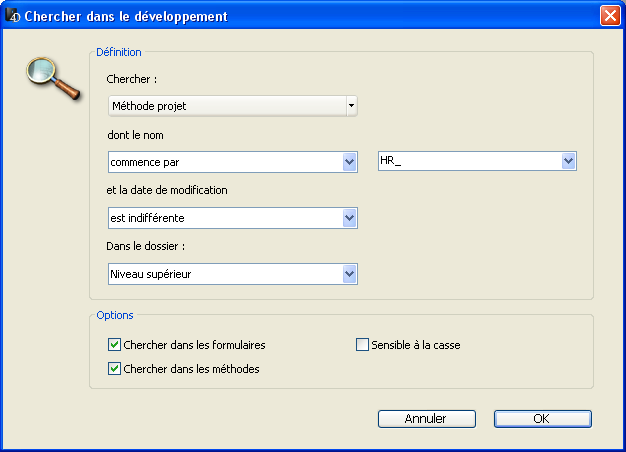 Chercher dans le développement
Définition
Chercher :
Méthode projet
dont le nom
commence par
HR_
et la date de modification
est indifférente
Dans le dossier :
Niveau supérieur
Options
Chercher dans les formulaires
Sensible à la casse
Chercher dans les méthodes
Annuler
OK